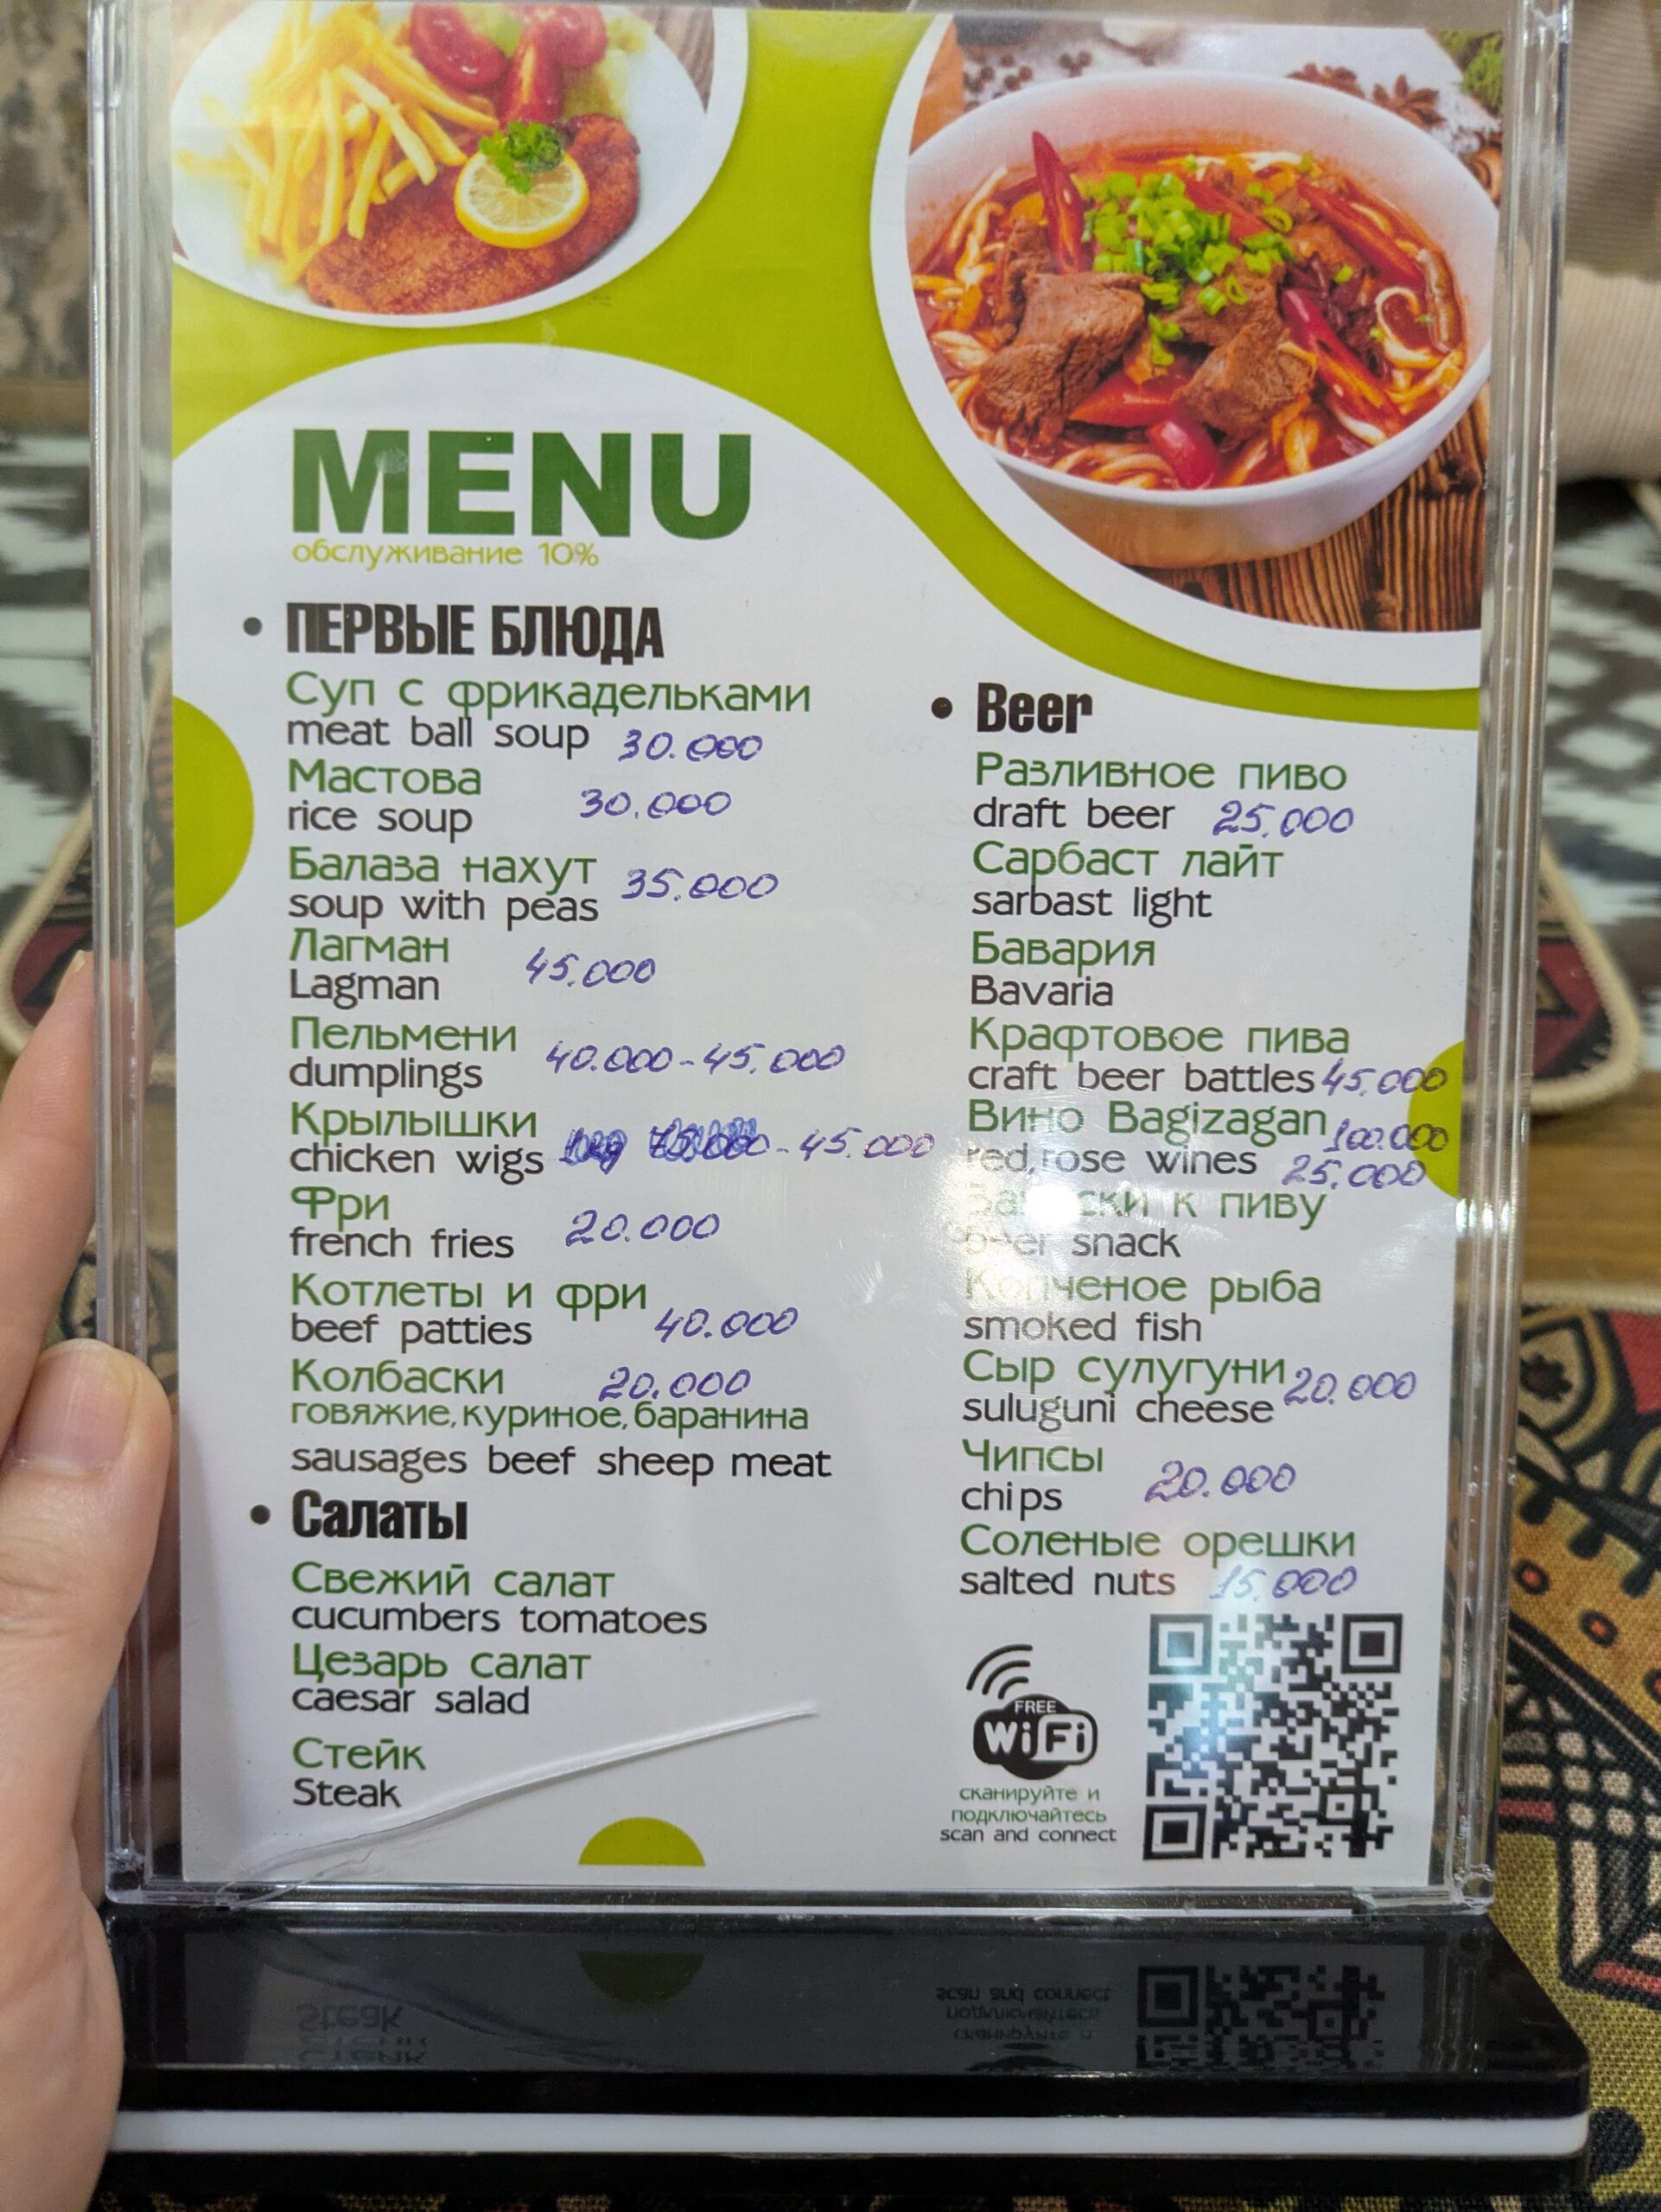 MENU
обслуживание 10%
ПЕРВЫЕ БЛЮДА
Суп с фрикадельками
meat ball soup 30.000
Мастова
rice soup 30.000
Балаза нахут 35.000
soup with peas
Лагман
Lagman 45.000
Пельмени
dumplings 40.000-45.000
Крылышки
chicken wigs -45.000
Фри
french fries 20.000
Котлеты и фри
beef patties 40.000
Колбаски 20.000
говяжие,куриное,баранина
sausages beef sheep meat
Салаты
Свежий салат
cucumbers tomatoes
Цезарь салат
caesar salad
Стейк
Steak
Beer
Разливное пиво
draft beer 25.000
Сарбаст лайт
sarbast light
Бавария
Bavaria
Крафтовое пива
craft beer battles 45.000
Вино Bagizagan 100.000
red,rose wines 25.000
к пиву
snack
Копченое рыба
smoked fish
Сыр сулугуни 20.000
suluguni cheese
Чипсы
chips 20.000
Соленые орешки
salted nuts 15.000
FREE
WiFi
сканируйте и
подключайтесь
scan and connect